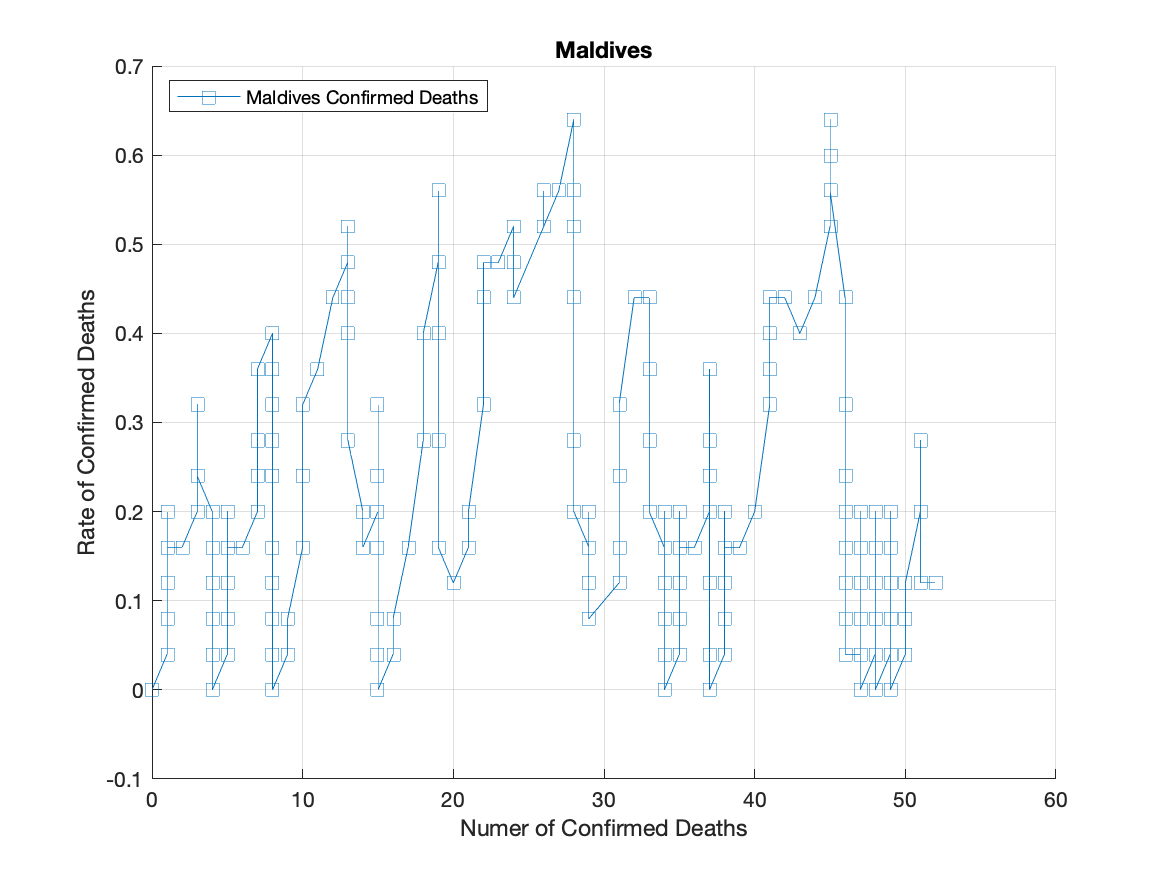 Maldives
Maldives Confirmed Deaths
Rate of Confirmed Deaths
0.7
0.6
0.5
0.4
0.3
0.2
0.1
0
-0.1
0 10 20 30 40 50 60
Numer of Confirmed Deaths